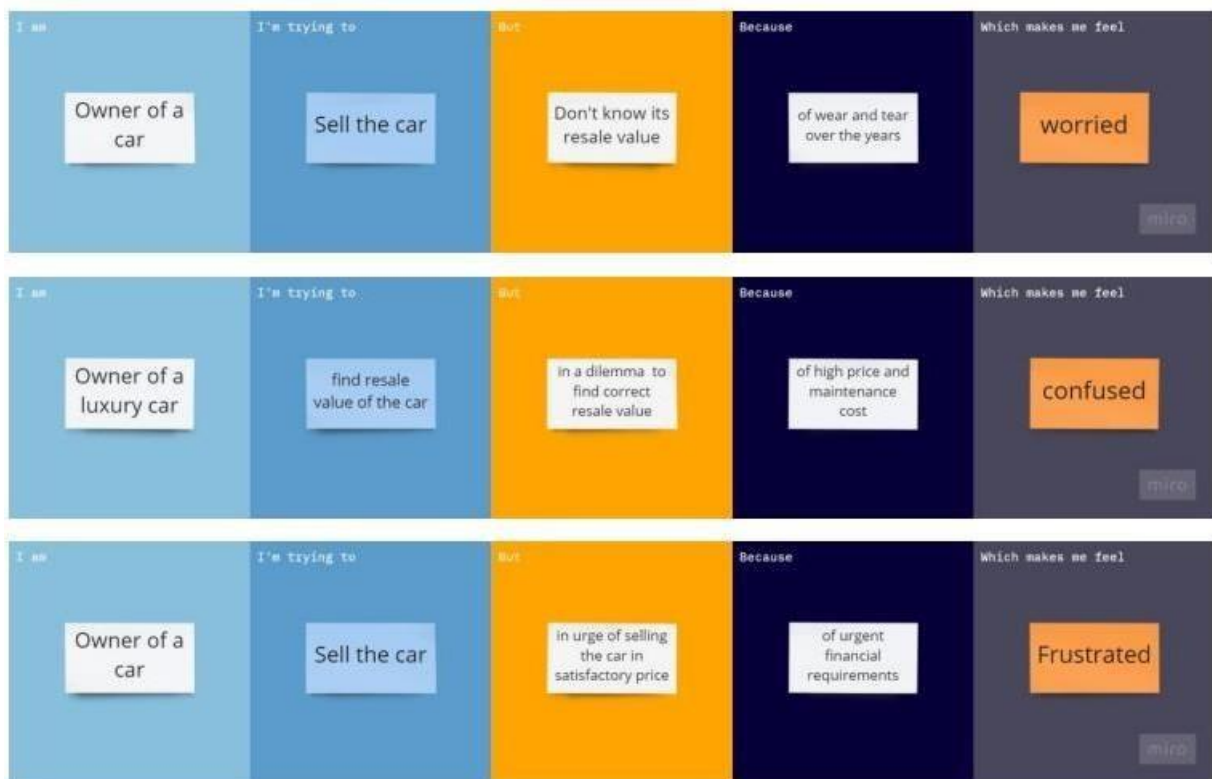 I am
I'm trying to
But
Because
Which makes me feel
Owner of a
car
Sell the car
Don't know its
resale value
of wear and tear
over the years
worried
miro
I am
I'm trying to
But
Because
Which makes me feel
Owner of a
luxury car
find resale
value of the car
in a dilemma to
find correct
resale value
of high price and
maintenance
cost
confused
miro
I am
I'm trying to
But
Because
Which makes me feel
Owner of a
car
Sell the car
in urge of selling
the car in
satisfactory price
of urgent
financial
requirements
Frustrated
miro